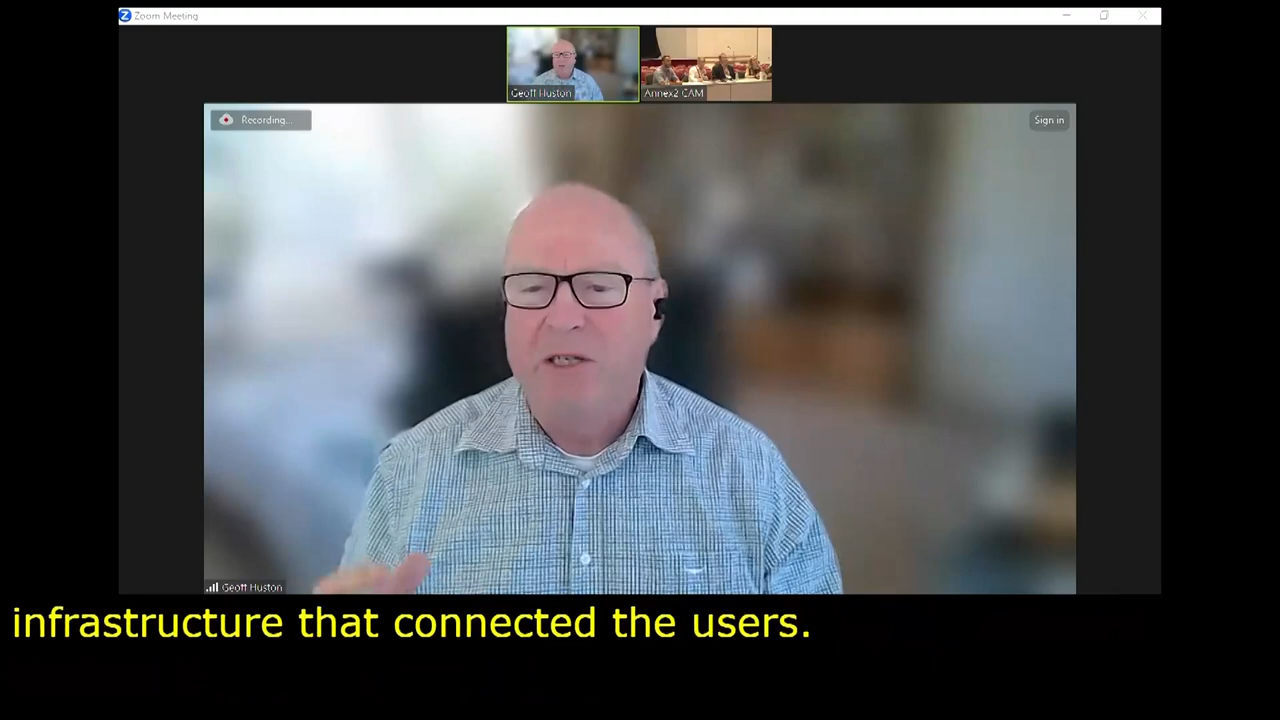 Zoom Meeting
Geoff Huston
Annex2 CAM
Recording...
Sign in
Geoff Huston
infrastructure that connected the users.